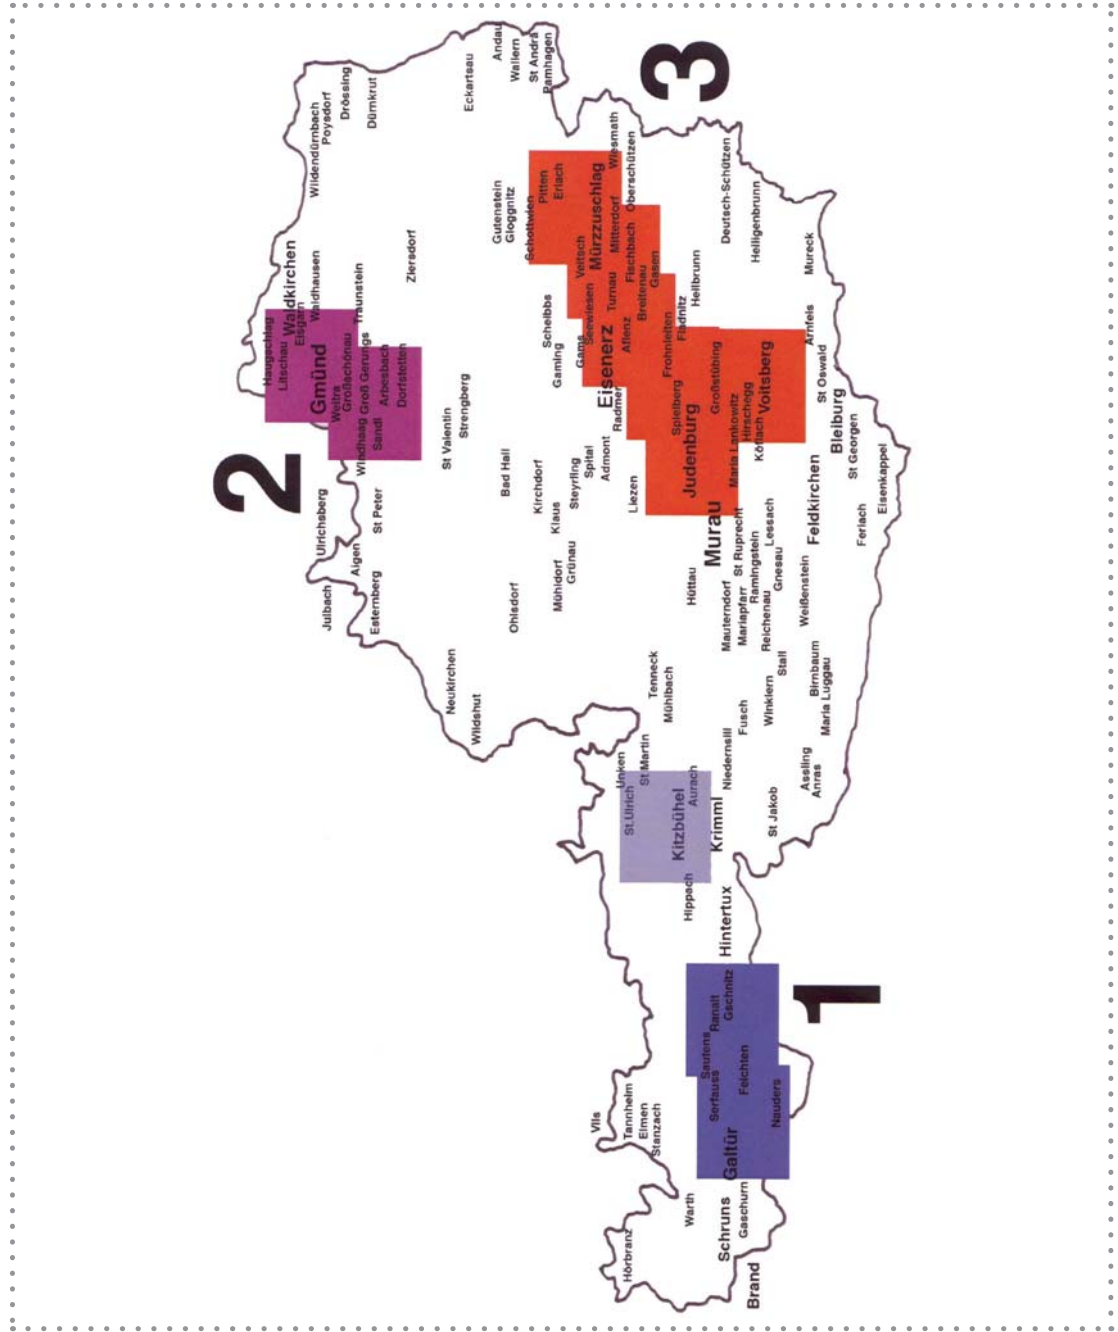 2
Haugschlag
Litschau
Waldkirchen
Eisgarn
Wildendürnbach
Waldhausen
Gmünd
Ulrichsberg
Poysdorf
Julbach
Weitra
Drössing
Großschönau
Aigen
Traunstein
Windhaag
Groß Gerungs
Dürnkrut
Esternberg
St Peter
Sandl
Arbesbach
Dorfstetten
Ziersdorf
St Valentin
Neukirchen
Strengberg
Eckartsau
Wildshut
Gutenstein
Andau
Bad Hall
Gloggnitz
Ohlsdorf
Wallern
Schottwien
St Andrä
Kirchdorf
Pitten
Scheibbs
Pamhagen
Klaus
Gaming
Mühldorf
Erlach
Grünau
Steyrling
Gams
Veitsch
Spital
Seewiesen
Vils
Mürzzuschlag
Eisenerz
Admont
Turnau
Mitterdorf
Wiesmath
Radmer
Unken
Hörbranz
Tannheim
St.Ulrich
Aflenz
Fischbach
Oberschützen
Liezen
Elmen
St Martin
Breitenau
Tenneck
Stanzach
Gasen
Mühlbach
Frohnleiten
Spielberg
Kitzbühel
Fladnitz
3
Hippach
Warth
Aurach
Hüttau
Judenburg
Heilbrunn
Sautens
Murau
Serfauss
Ranalt
Krimml
Großstübing
Schruns
Hintertux
Mauterndorf
Deutsch-Schützen
Galtür
Gschnitz
Niedernsill
Maria Lankowitz
St Ruprecht
Gaschurn
Feichten
Fusch
Mariapfarr
Hirschegg
Brand
Ramingstein
Heiligenbrunn
Köflach
Voitsberg
Reichenau
Winklern
Lessach
St Jakob
Nauders
Gnesau
Stall
Weißenstein
Assling
Arnfels
Mureck
Feldkirchen
Birnbaum
Anras
St Oswald
Maria Luggau
Bleiburg
1
St Georgen
Ferlach
Eisenkappel